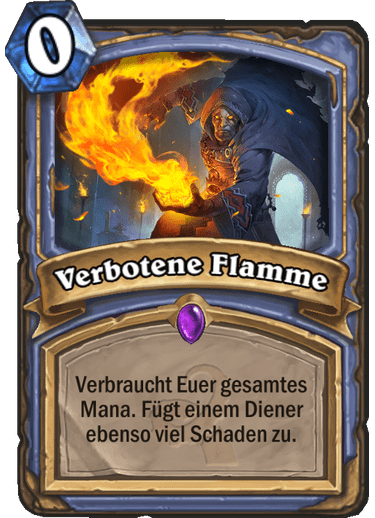 0
Verbotene Flamme
Verbraucht Euer gesamtes
Mana. Fügt einem Diener
ebenso viel Schaden zu.